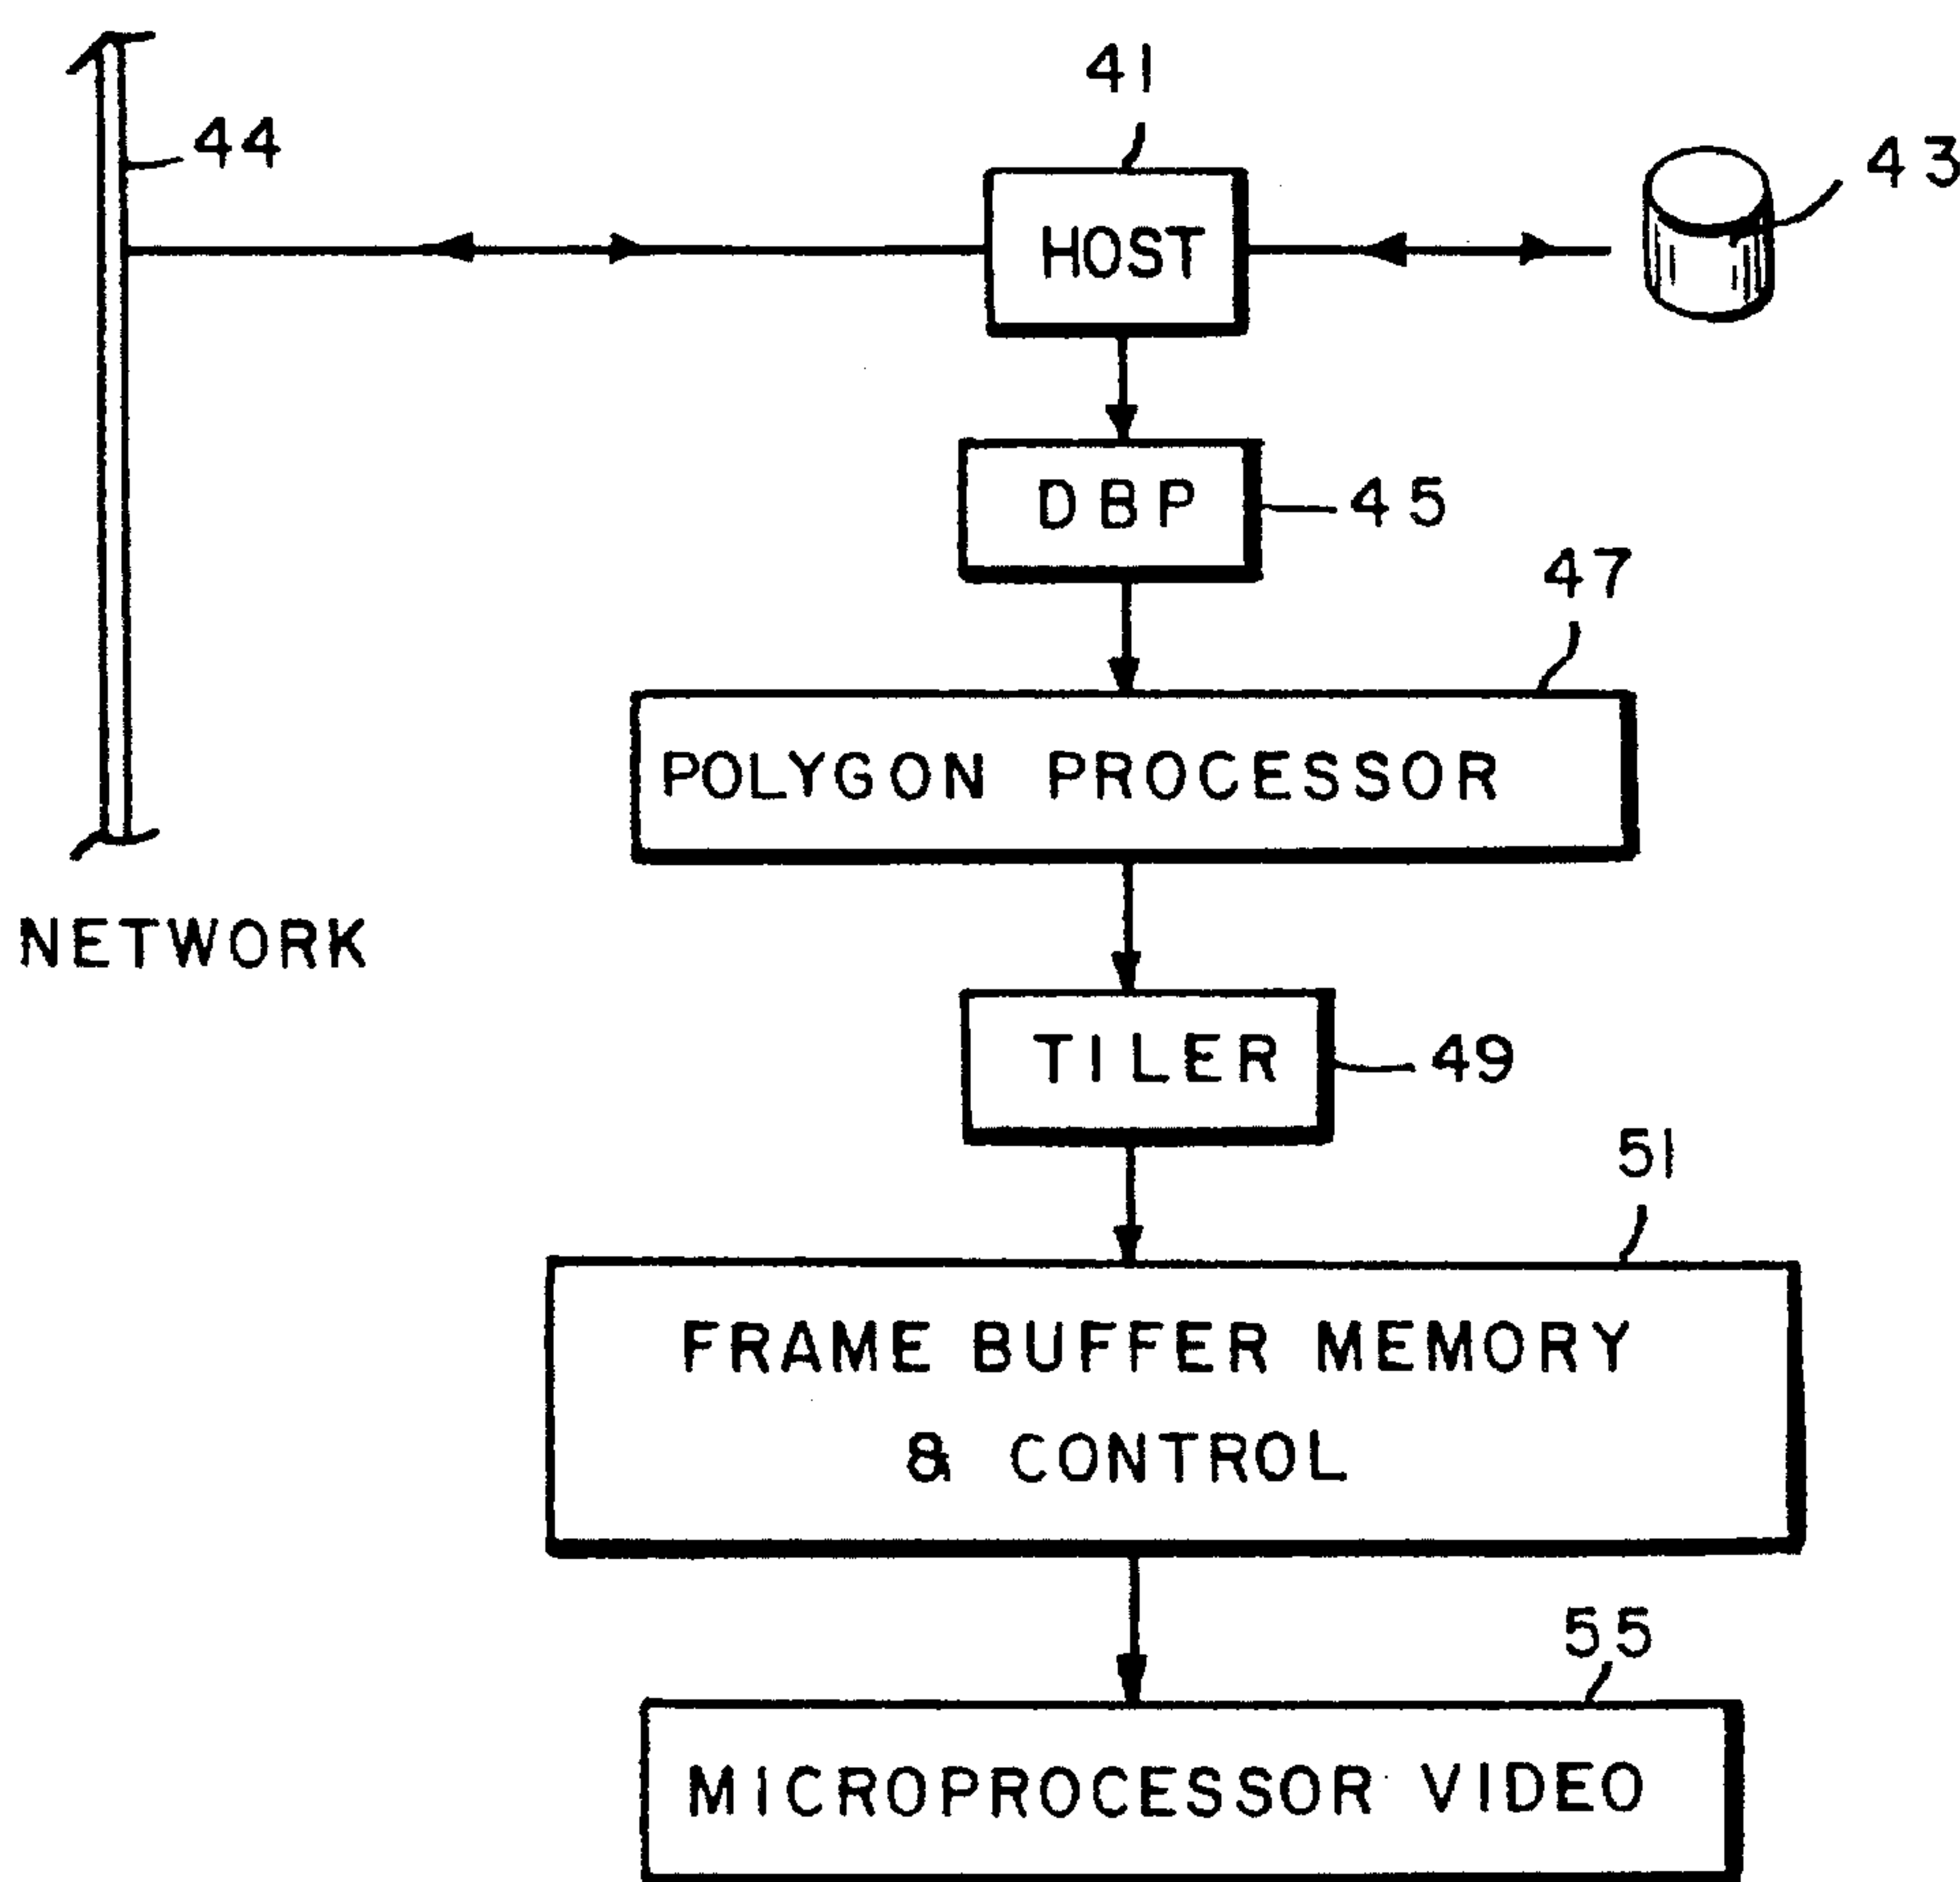 41
44
43
HOST
DBP
45
47
POLYGON PROCESSOR
NETWORK
TILER
49
51
FRAME BUFFER MEMORY
& CONTROL
55
MICROPROCESSOR VIDEO